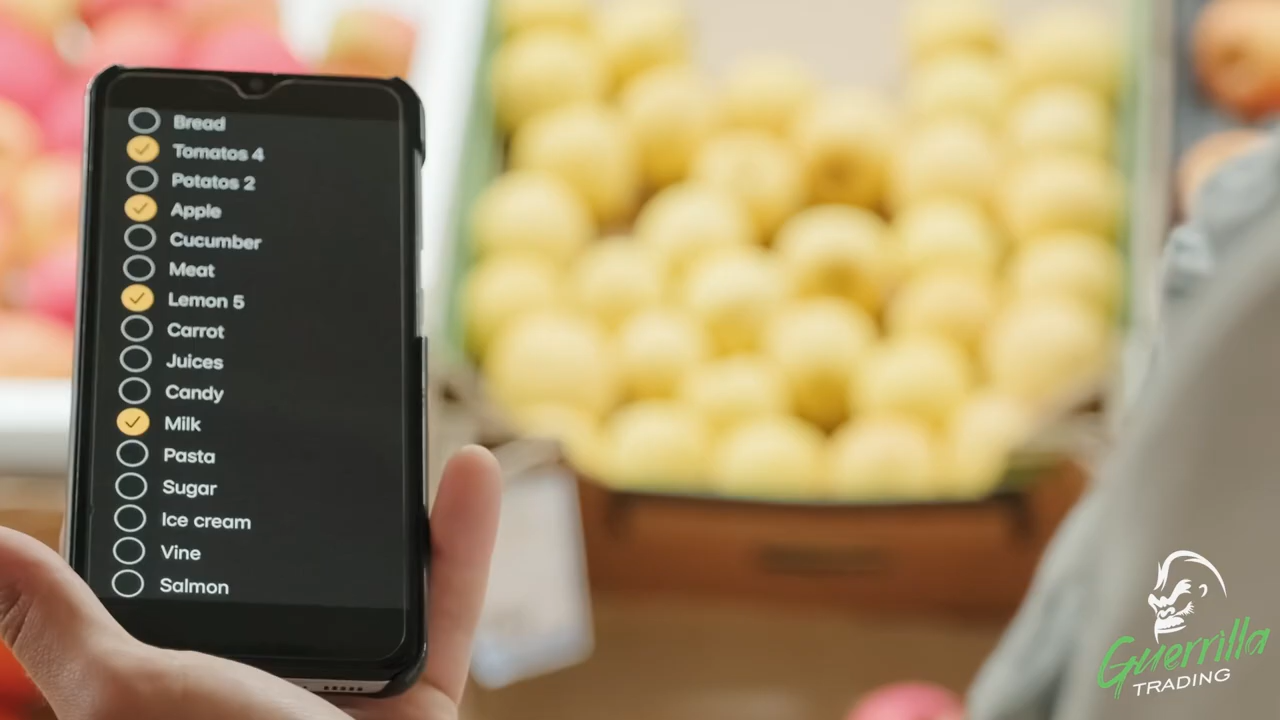 Bread
Tomatos 4
Potatos 2
Apple
Cucumber
Meat
Lemon 5
Carrot
Juices
Candy
Milk
Pasta
Sugar
Ice cream
Vine
Salmon
Guerrilla
TRADING